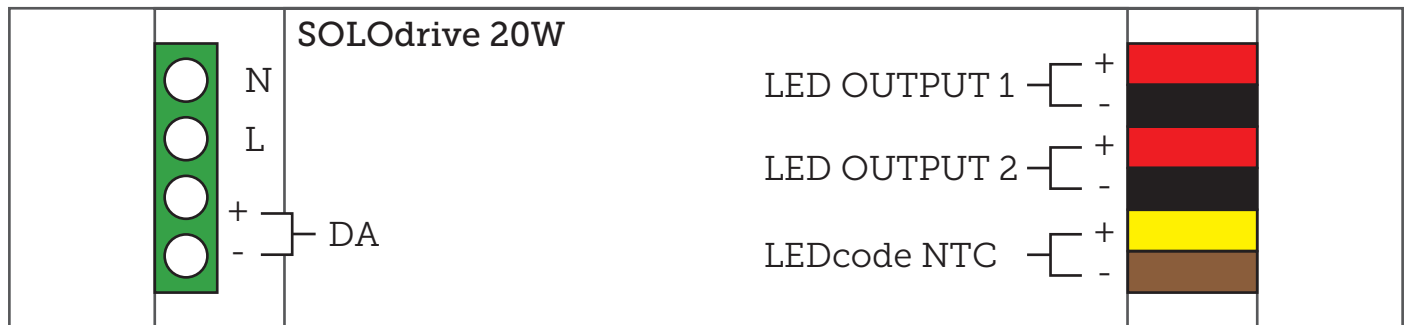 SOLOdrive 20W
N
L
+
-
DA
LED OUTPUT 1
+
-
LED OUTPUT 2
+
-
LEDcode NTC
+
-